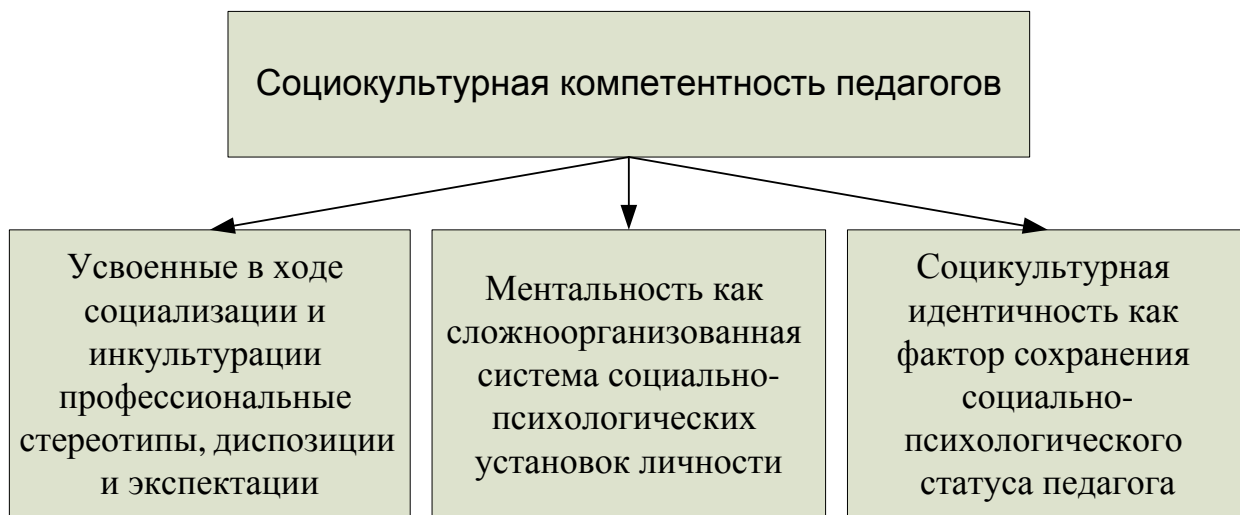 Социокультурная компетентность педагогов
Усвоенные в ходе
социализации и
инкультурации
профессиональные
стереотипы, диспозиции
и экспектации
Ментальность как
сложноорганизованная
система социально-
психологических
установок личности
Социкультурная
идентичность как
фактор сохранения
социально-
психологического
статуса педагога